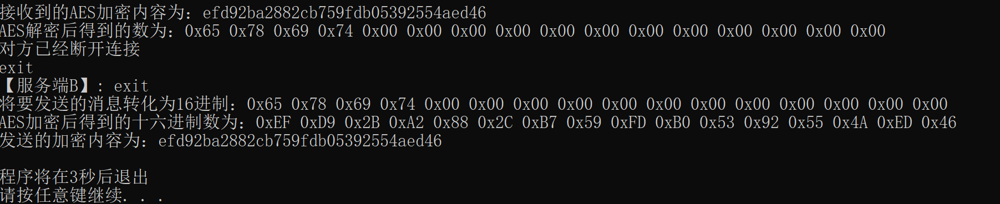 接收到的AES加密内容为：efd92ba2882cb759fdb05392554aed46
AES解密后得到的数为：0x65 0x78 0x69 0x74 0x00 0x00 0x00 0x00 0x00 0x00 0x00 0x00 0x00 0x00 0x00 0x00
对方已经断开连接
exit
【服务端B】: exit
将要发送的消息转化为16进制：0x65 0x78 0x69 0x74 0x00 0x00 0x00 0x00 0x00 0x00 0x00 0x00 0x00 0x00 0x00 0x00
AES加密后得到的十六进制数为：0xEF 0xD9 0x2B 0xA2 0x88 0x2C 0xB7 0x59 0xFD 0xB0 0x53 0x92 0x55 0x4A 0xED 0x46
发送的加密内容为：efd92ba2882cb759fdb05392554aed46
程序将在3秒后退出
请按任意键继续. . .